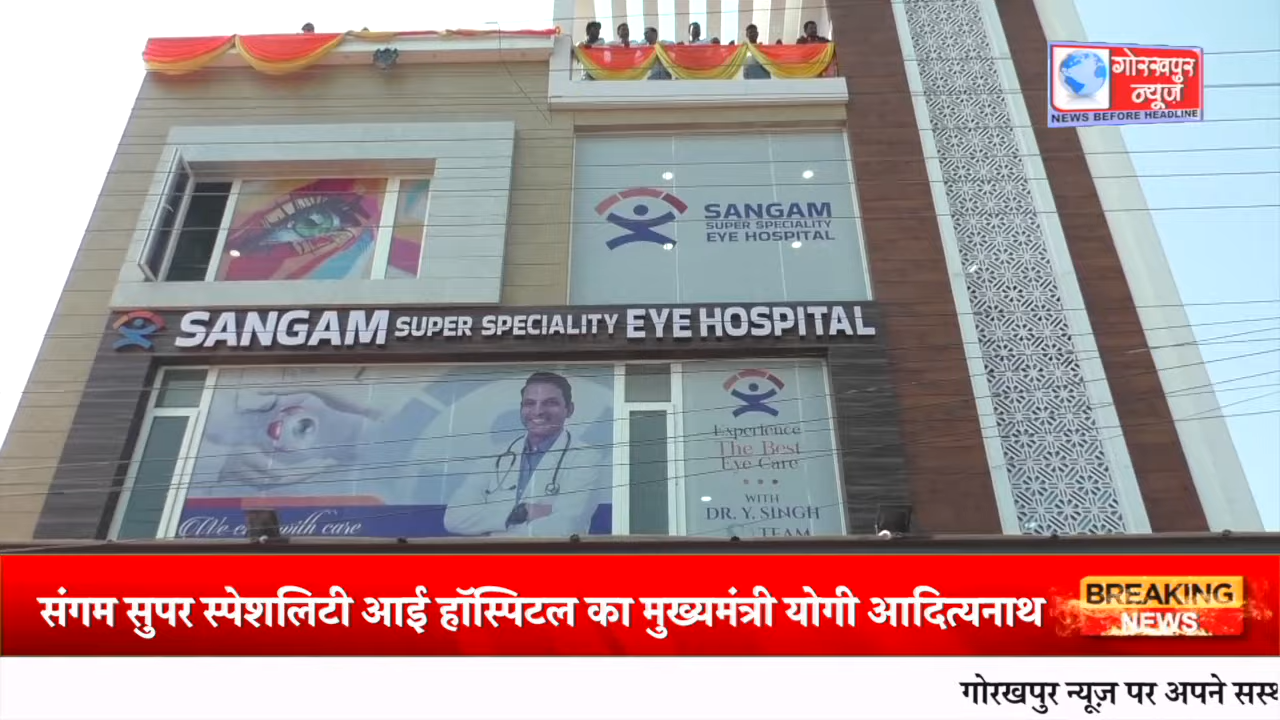 गोरखपुर
न्यूज़
NEWS BEFORE HEADLINE
SANGAM
SUPER SPECIALITY
EYE HOSPITAL
SANGAM SUPER SPECIALITY EYE HOSPITAL
Experience
The Best
Eye Care
WITH
DR. Y. SINGH
TEAM
with care
संगम सुपर स्पेशलिटी आई हॉस्पिटल का मुख्यमंत्री योगी आदित्यनाथ
BREAKING
NEWS
गोरखपुर न्यूज़ पर अपने